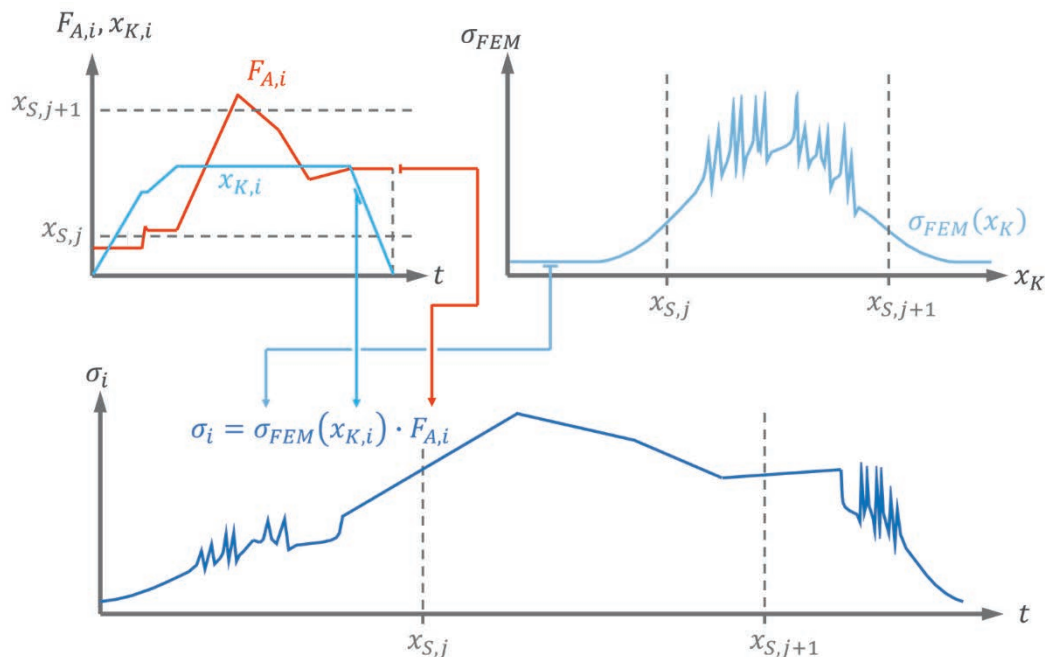 F_{A,i}, x_{K,i}
F_{A,i}
x_{S,j+1}
x_{K,i}
x_{S,j}
t
σ_{FEM}
σ_{FEM}(x_K)
x_K
x_{S,j}
x_{S,j+1}
σ_i
σ_i = σ_{FEM}(x_{K,i}) · F_{A,i}
t
x_{S,j}
x_{S,j+1}